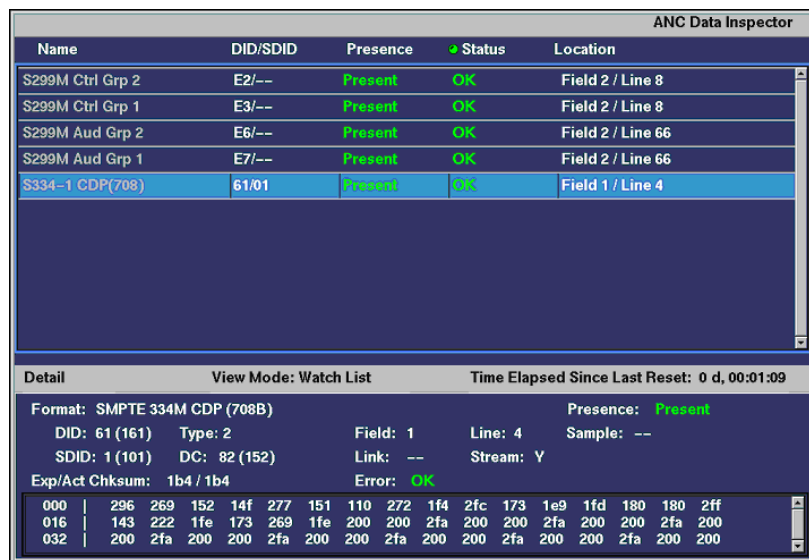 ANC Data Inspector
Name DID/SDID Presence Status Location
S299M Ctrl Grp 2 E2/-- Present OK Field 2 / Line 8
S299M Ctrl Grp 1 E3/-- Present OK Field 2 / Line 8
S299M Aud Grp 2 E6/-- Present OK Field 2 / Line 66
S299M Aud Grp 1 E7/-- Present OK Field 2 / Line 66
S334-1 CDP(708) 61/01 Present OK Field 1 / Line 4
Detail View Mode: Watch List Time Elapsed Since Last Reset: 0 d, 00:01:09
Format: SMPTE 334M CDP (708B) Presence: Present
DID: 61 (161) Type: 2 Field: 1 Line: 4 Sample: --
SDID: 1 (101) DC: 82 (152) Link: -- Stream: Y
Exp/Act Chksum: 1b4 / 1b4 Error: OK
000 | 296 269 152 14f 277 151 110 272 1f4 2fc 173 1e9 1fd 180 180 2ff
016 | 143 222 1fe 173 269 1fe 200 200 2fa 200 200 2fa 200 200 2fa 200
032 | 200 2fa 200 200 2fa 200 200 2fa 200 200 2fa 200 200 2fa 200 200